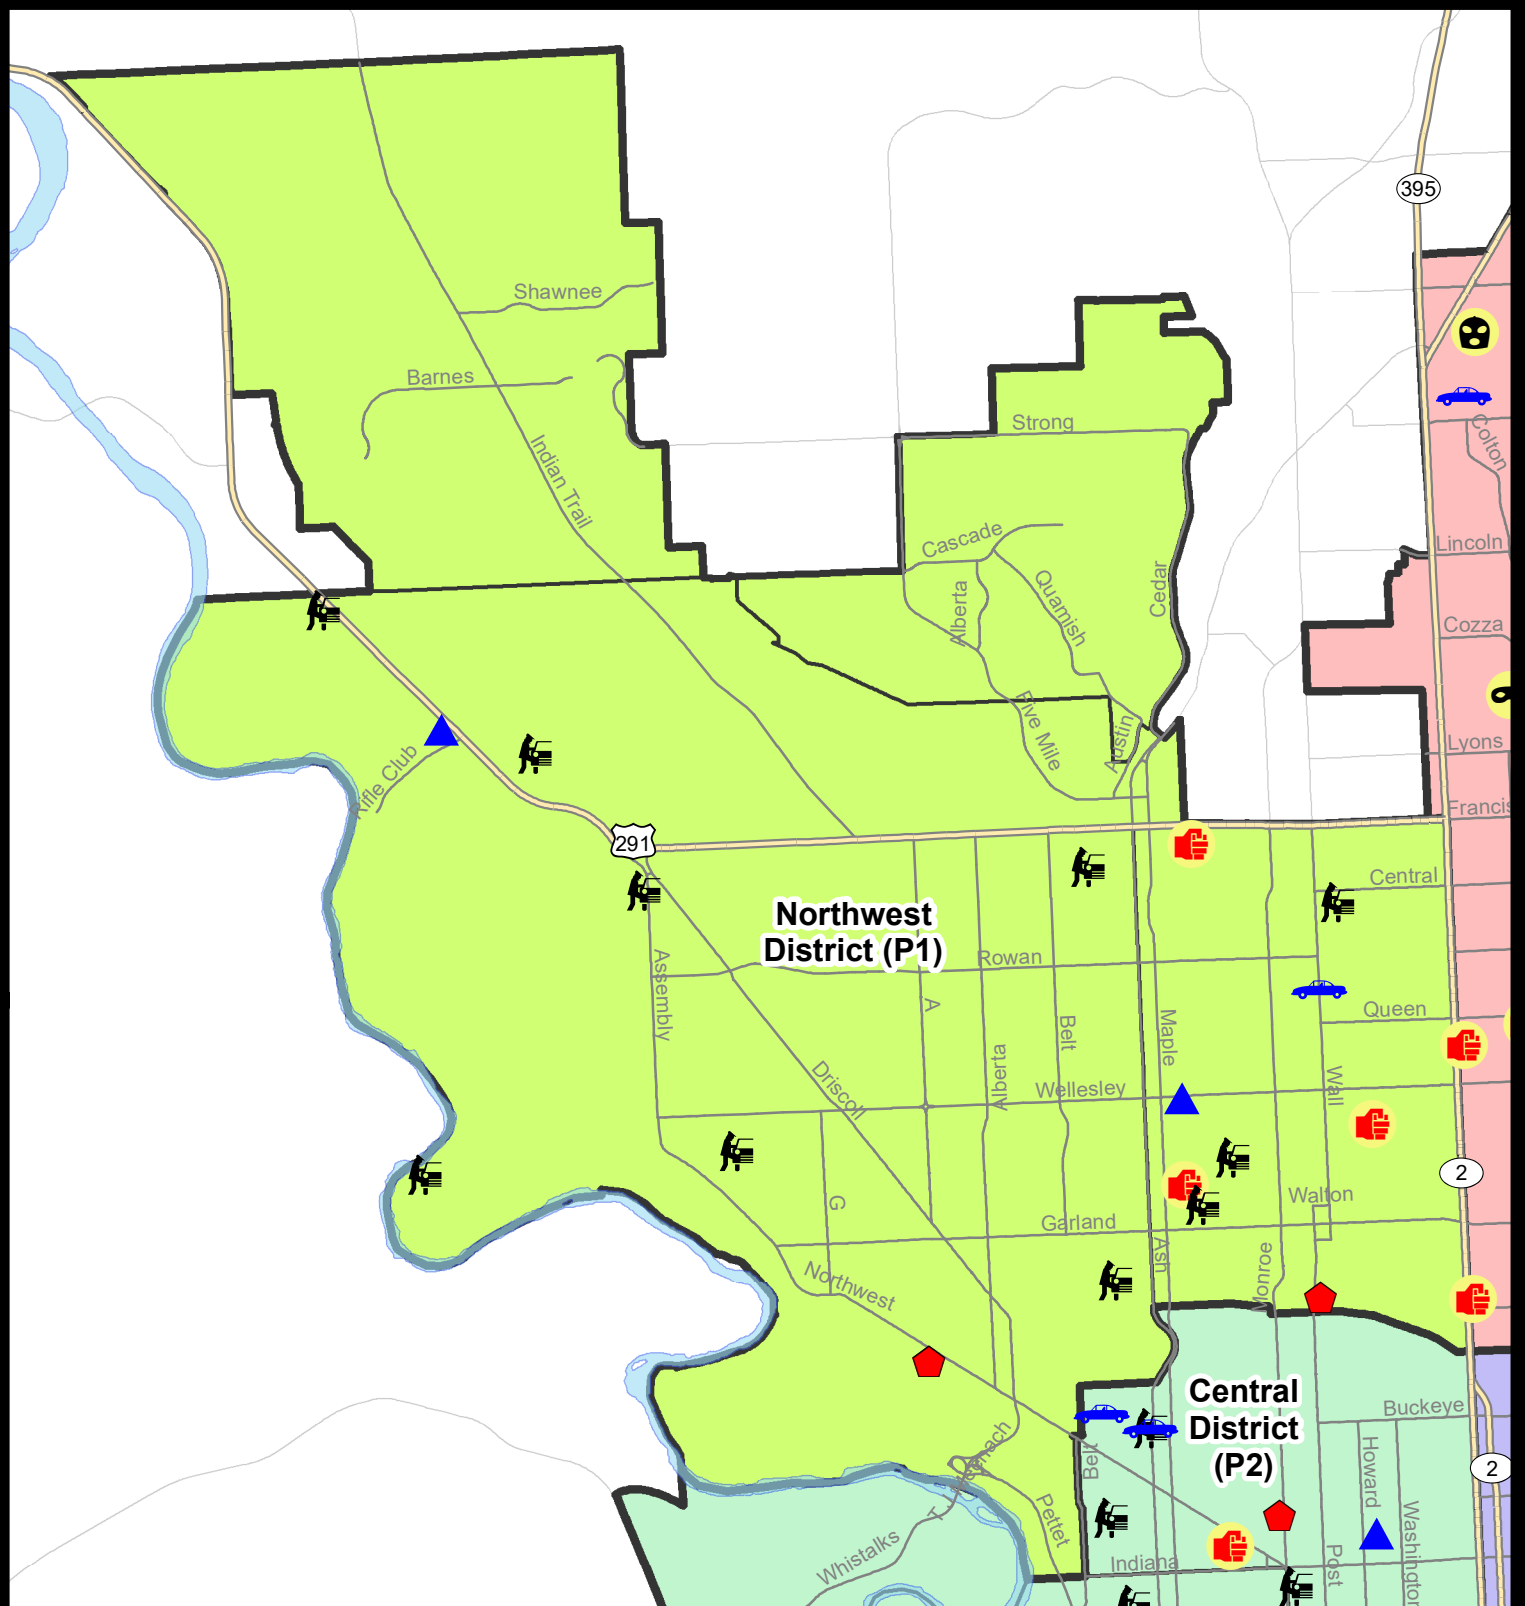 395
Shawnee
Barnes
Strong
Colton
Indian Trail
Cascade
Lincoln
Alberta
Quamish
Cedar
Cozza
Five Mile
Austin
Lyons
Rifle Club
Francis
291
Central
Northwest
District (P1)
Rowan
Assembly
A
Belt
Maple
Queen
Driscoll
Alberta
Wellesley
Wall
2
G
Garland
Walton
Ash
Monroe
Northwest
Central
District
(P2)
Buckeye
Belt
Howard
2
Pettet
Washington
Whistalks
Indiana
Post